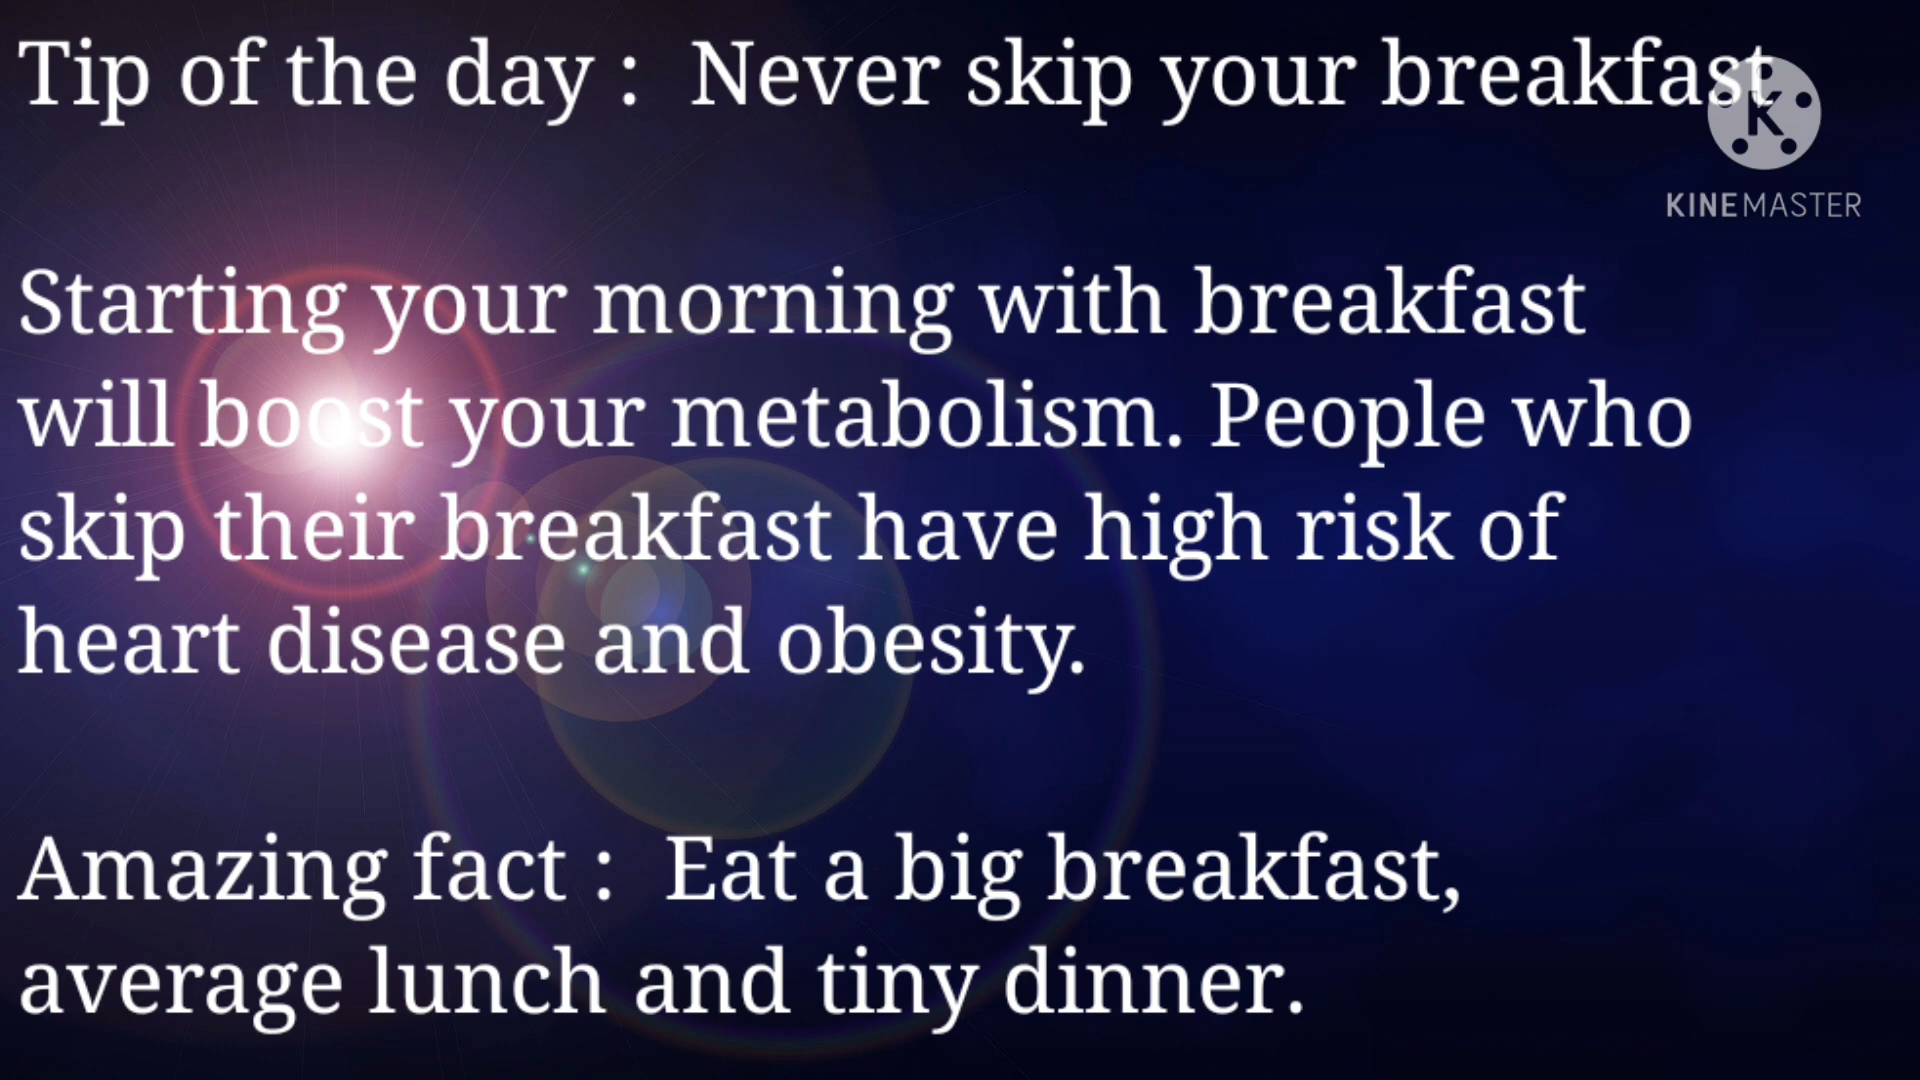 Tip of the day :  Never skip your breakfast
KINEMASTER
Starting your morning with breakfast
will boost your metabolism. People who
skip their breakfast have high risk of
heart disease and obesity.
Amazing fact :  Eat a big breakfast,
average lunch and tiny dinner.